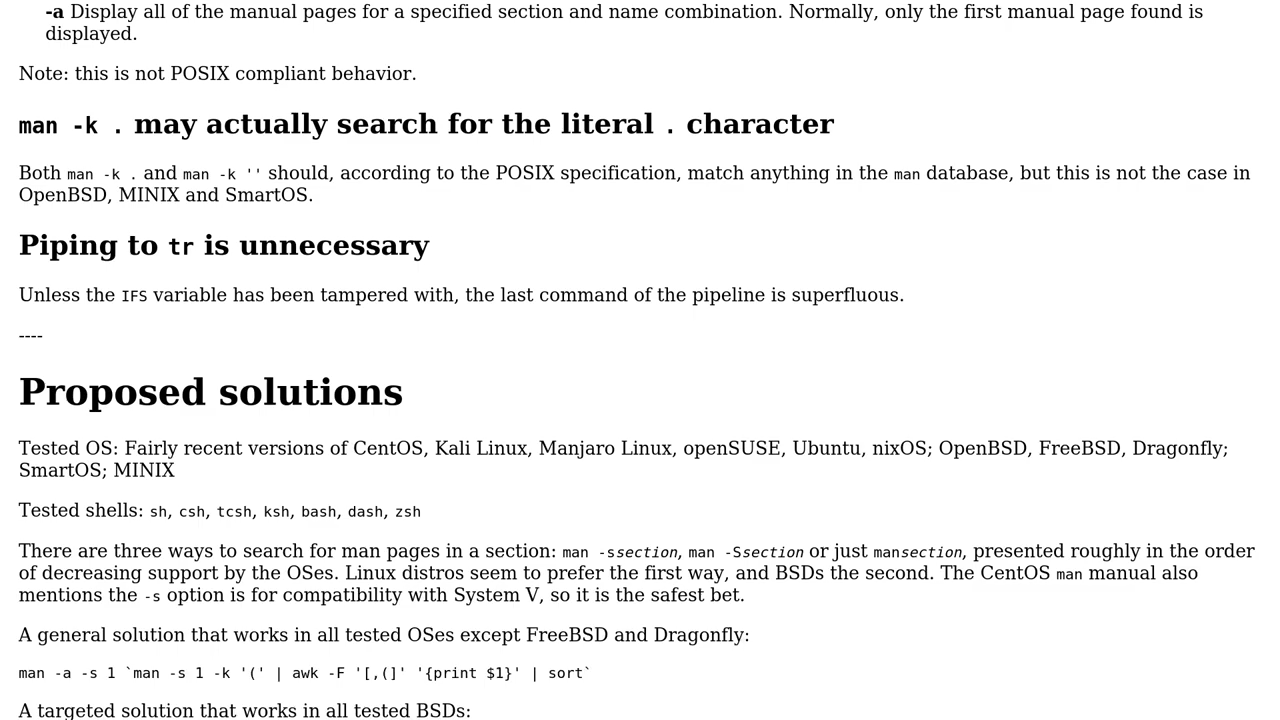 -a Display all of the manual pages for a specified section and name combination. Normally, only the first manual page found is
displayed.
Note: this is not POSIX compliant behavior.
man -k . may actually search for the literal . character
Both man -k . and man -k '' should, according to the POSIX specification, match anything in the man database, but this is not the case in
OpenBSD, MINIX and SmartOS.
Piping to tr is unnecessary
Unless the IFS variable has been tampered with, the last command of the pipeline is superfluous.
----
Proposed solutions
Tested OS: Fairly recent versions of CentOS, Kali Linux, Manjaro Linux, openSUSE, Ubuntu, nixOS; OpenBSD, FreeBSD, Dragonfly;
SmartOS; MINIX
Tested shells: sh, csh, tcsh, ksh, bash, dash, zsh
There are three ways to search for man pages in a section: man -ssection, man -Ssection or just mansection, presented roughly in the order
of decreasing support by the OSes. Linux distros seem to prefer the first way, and BSDs the second. The CentOS man manual also
mentions the -s option is for compatibility with System V, so it is the safest bet.
A general solution that works in all tested OSes except FreeBSD and Dragonfly:
man -a -s 1 `man -s 1 -k '(' | awk -F '[,(]' '{print $1}' | sort`
A targeted solution that works in all tested BSDs: